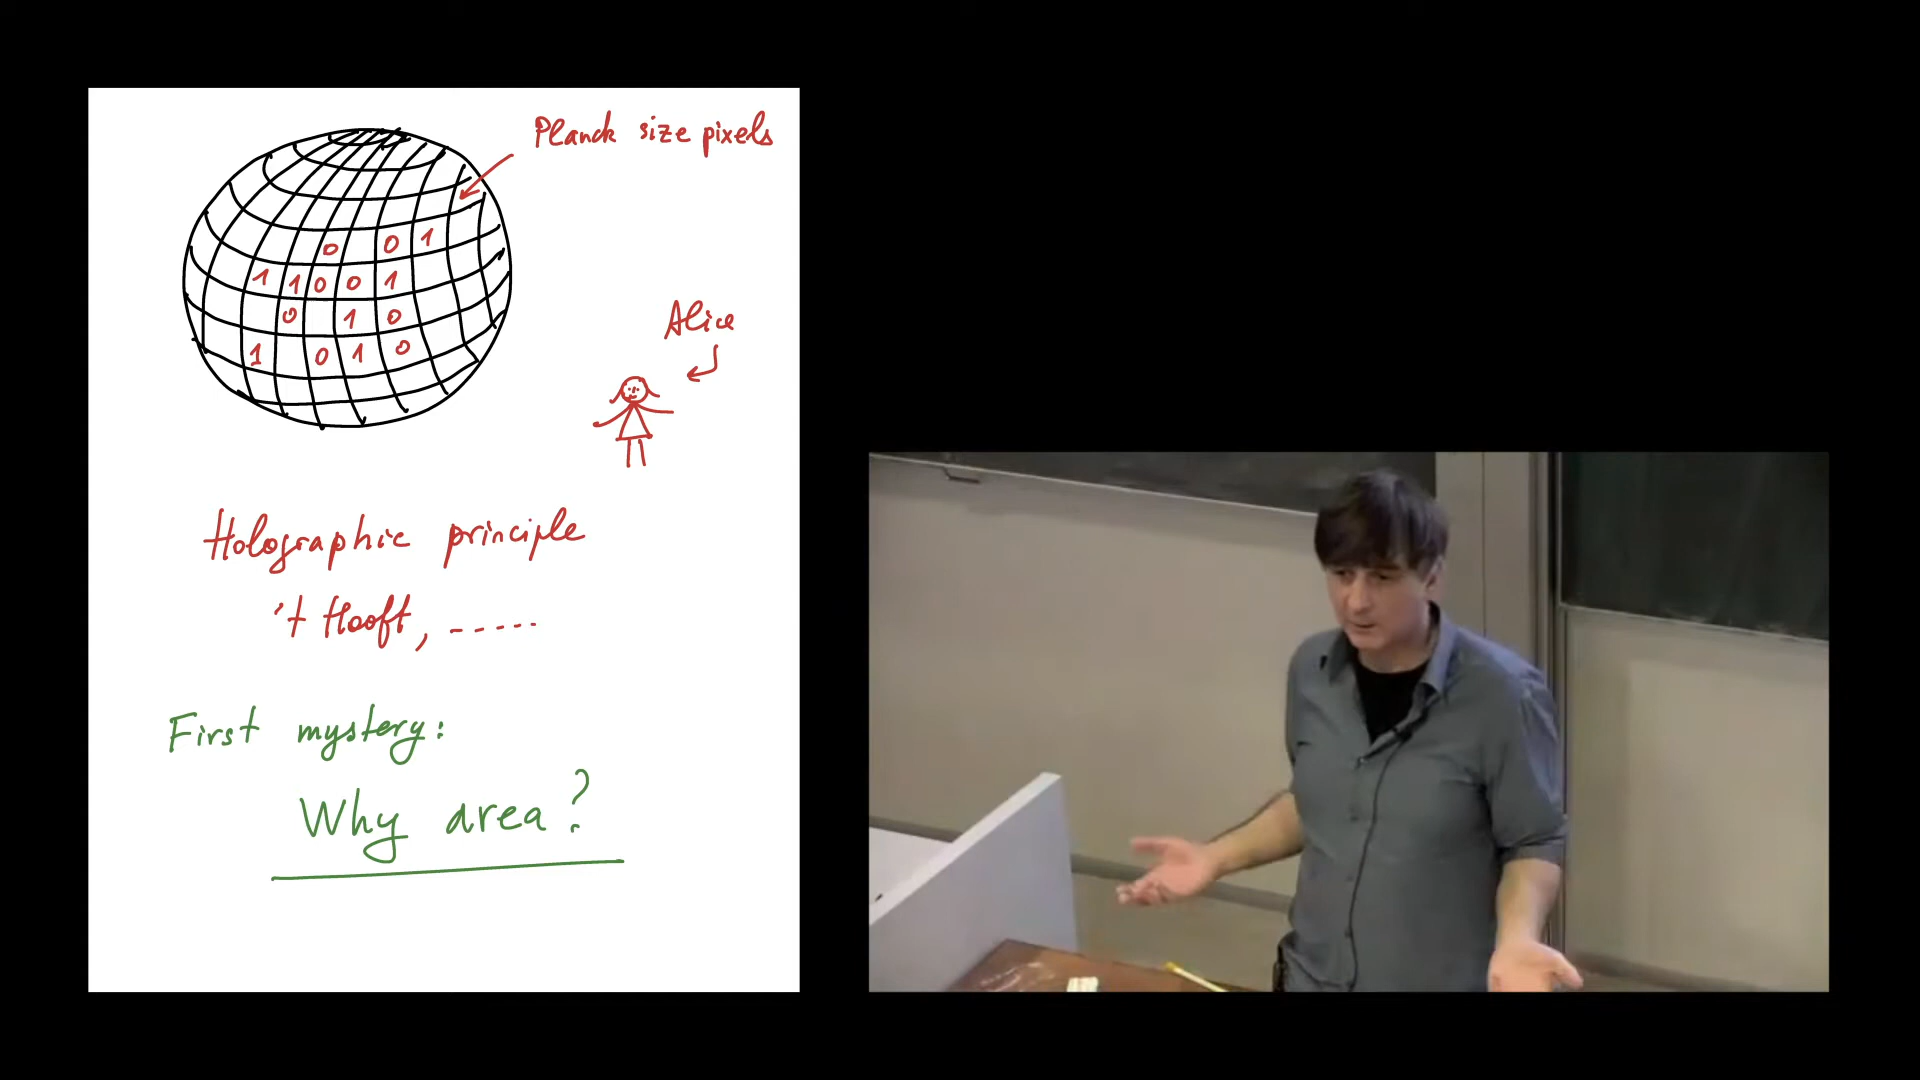 Planck size pixels
0 0 1
1 1 0 0 1
0 1 0
1 0 1 0
Alice
Holographic principle
't Hooft, -----
First mystery:
Why area?